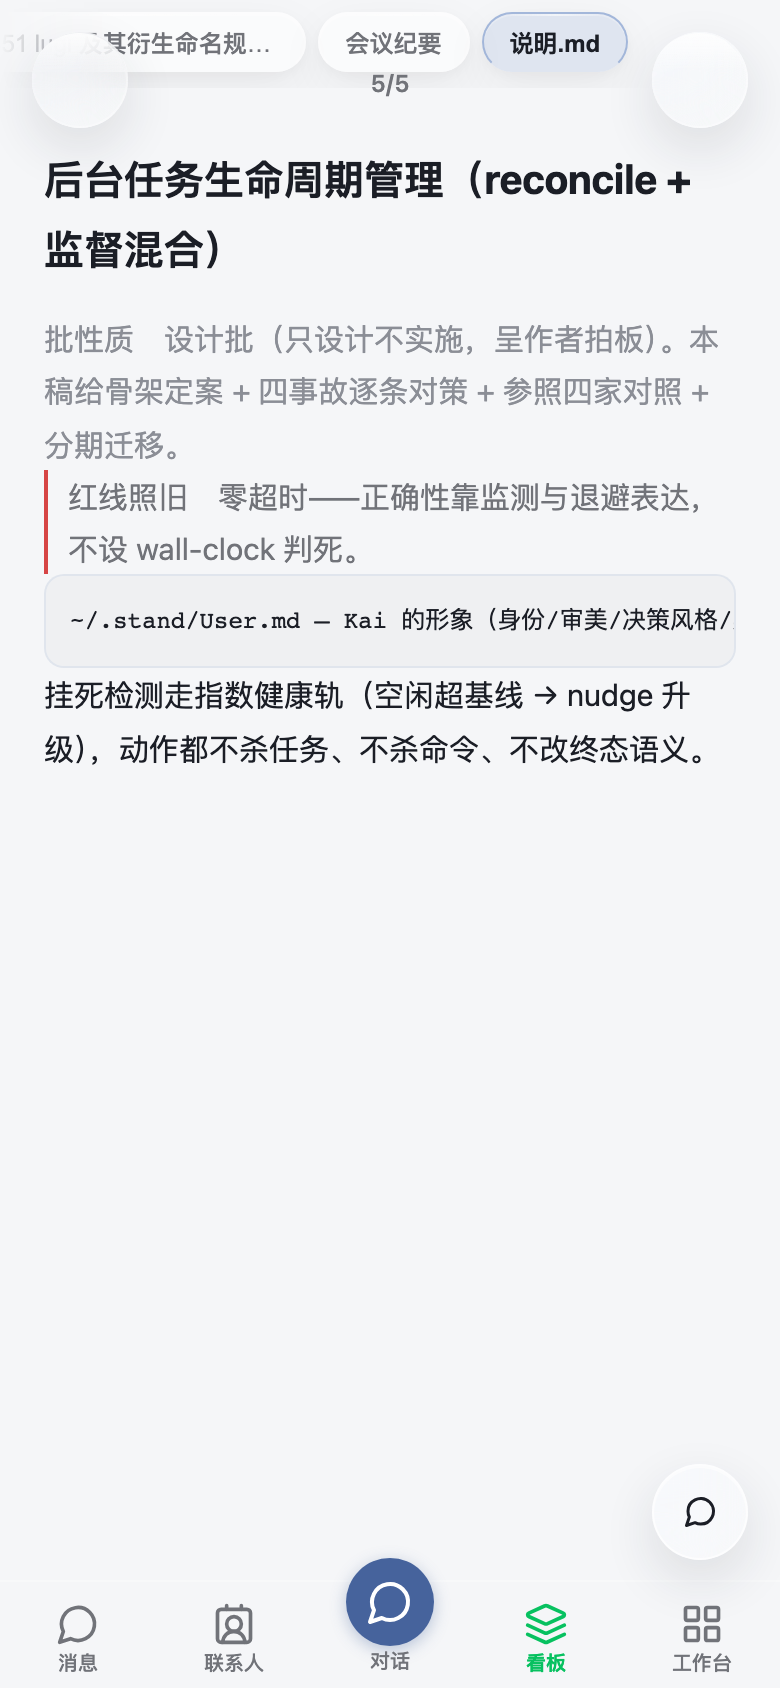 及其衍生命名规…
会议纪要
说明.md
5/5
后台任务生命周期管理（reconcile +
监督混合）
批性质　设计批（只设计不实施，呈作者拍板）。本
稿给骨架定案 + 四事故逐条对策 + 参照四家对照 +
分期迁移。
红线照旧　零超时——正确性靠监测与退避表达，
不设 wall-clock 判死。
~/.stand/User.md — Kai 的形象（身份/审美/决策风格/
挂死检测走指数健康轨（空闲超基线 → nudge 升
级），动作都不杀任务、不杀命令、不改终态语义。
消息
联系人
对话
看板
工作台